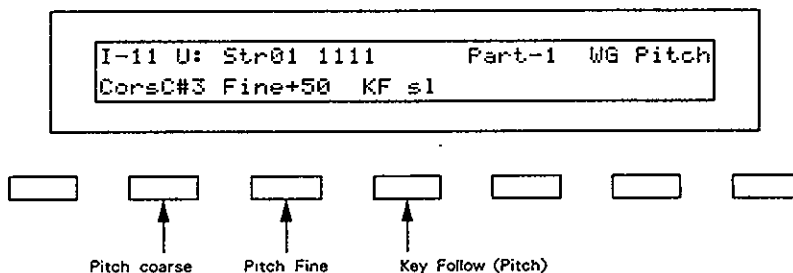 I-11 U: Str01 1111 Part-1 WG Pitch
CorsC#3 Fine+50 KF s1
Pitch coarse Pitch Fine Key Follow (Pitch)